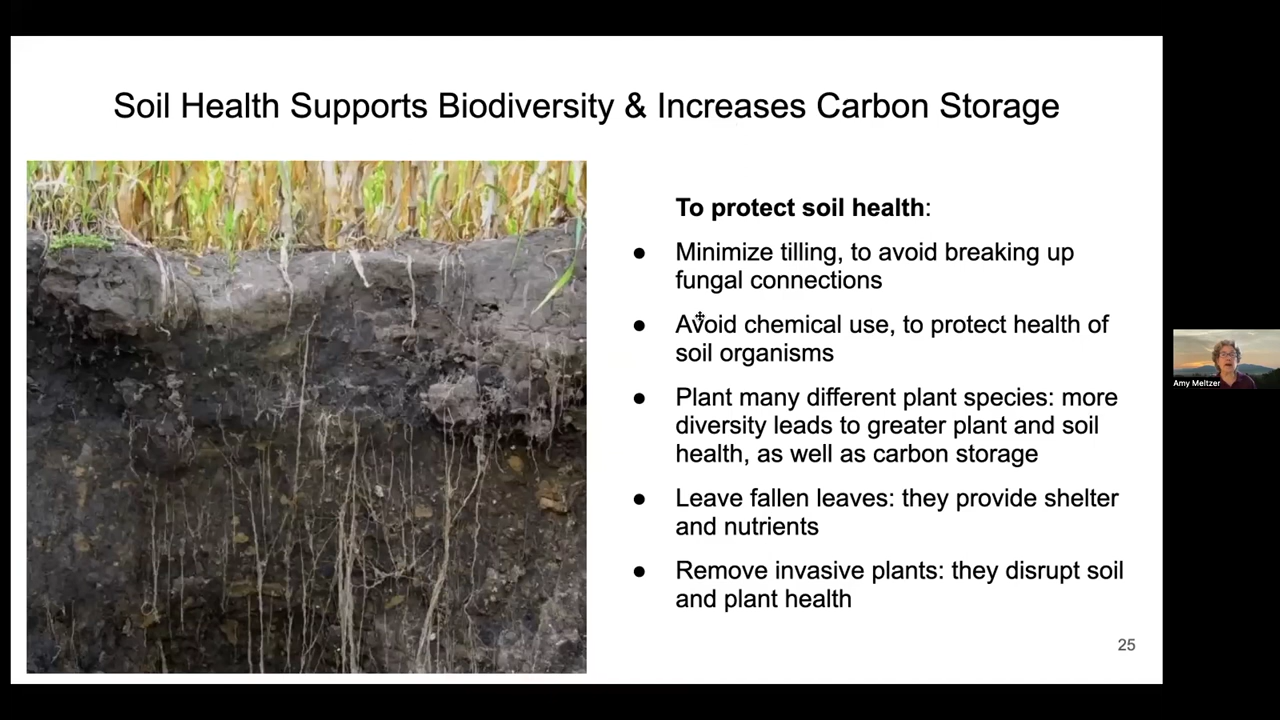 Soil Health Supports Biodiversity & Increases Carbon Storage
To protect soil health:
● Minimize tilling, to avoid breaking up
fungal connections
● Avoid chemical use, to protect health of
soil organisms
● Plant many different plant species: more
diversity leads to greater plant and soil
health, as well as carbon storage
● Leave fallen leaves: they provide shelter
and nutrients
● Remove invasive plants: they disrupt soil
and plant health
25
Amy Meltzer